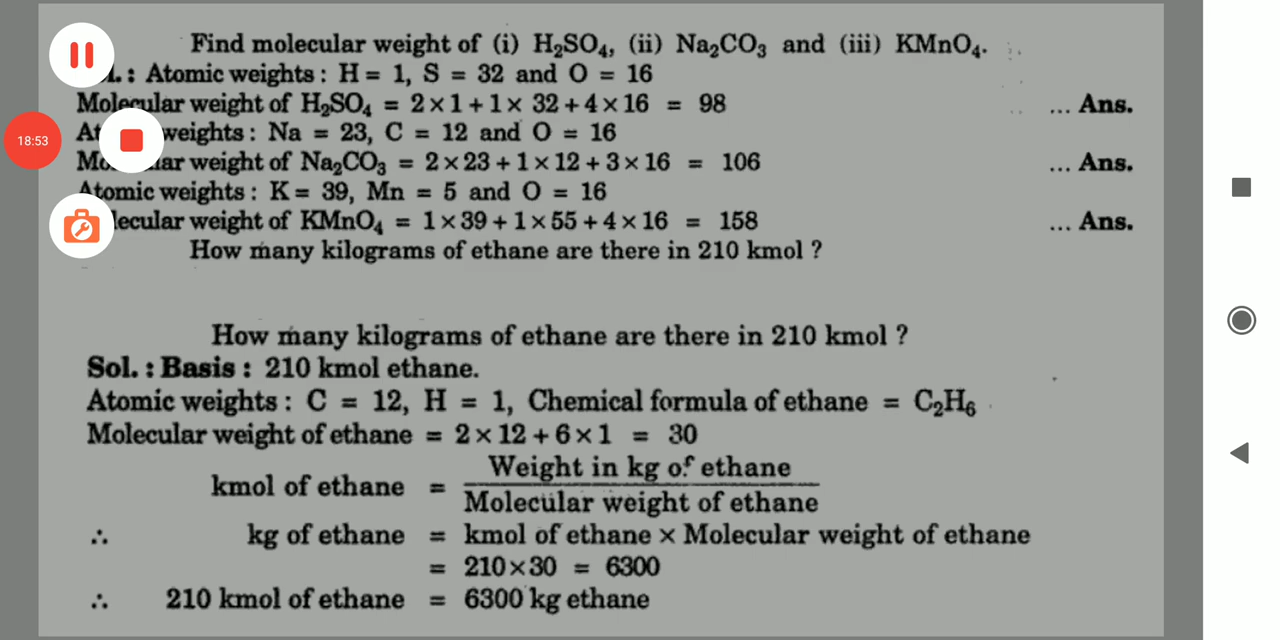 Find molecular weight of (i) H₂SO₄, (ii) Na₂CO₃ and (iii) KMnO₄.
: Atomic weights : H = 1, S = 32 and O = 16
Molecular weight of H₂SO₄ = 2 × 1 + 1 × 32 + 4 × 16 = 98 ... Ans.
18:53
weights : Na = 23, C = 12 and O = 16
weight of Na₂CO₃ = 2 × 23 + 1 × 12 + 3 × 16 = 106 ... Ans.
Atomic weights : K = 39, Mn = 5 and O = 16
weight of KMnO₄ = 1 × 39 + 1 × 55 + 4 × 16 = 158 ... Ans.
How many kilograms of ethane are there in 210 kmol ?
How many kilograms of ethane are there in 210 kmol ?
Sol. : Basis : 210 kmol ethane.
Atomic weights : C = 12, H = 1, Chemical formula of ethane = C₂H₆
Molecular weight of ethane = 2 × 12 + 6 × 1 = 30
kmol of ethane = Weight in kg of ethane / Molecular weight of ethane
∴ kg of ethane = kmol of ethane × Molecular weight of ethane
= 210 × 30 = 6300
∴ 210 kmol of ethane = 6300 kg ethane